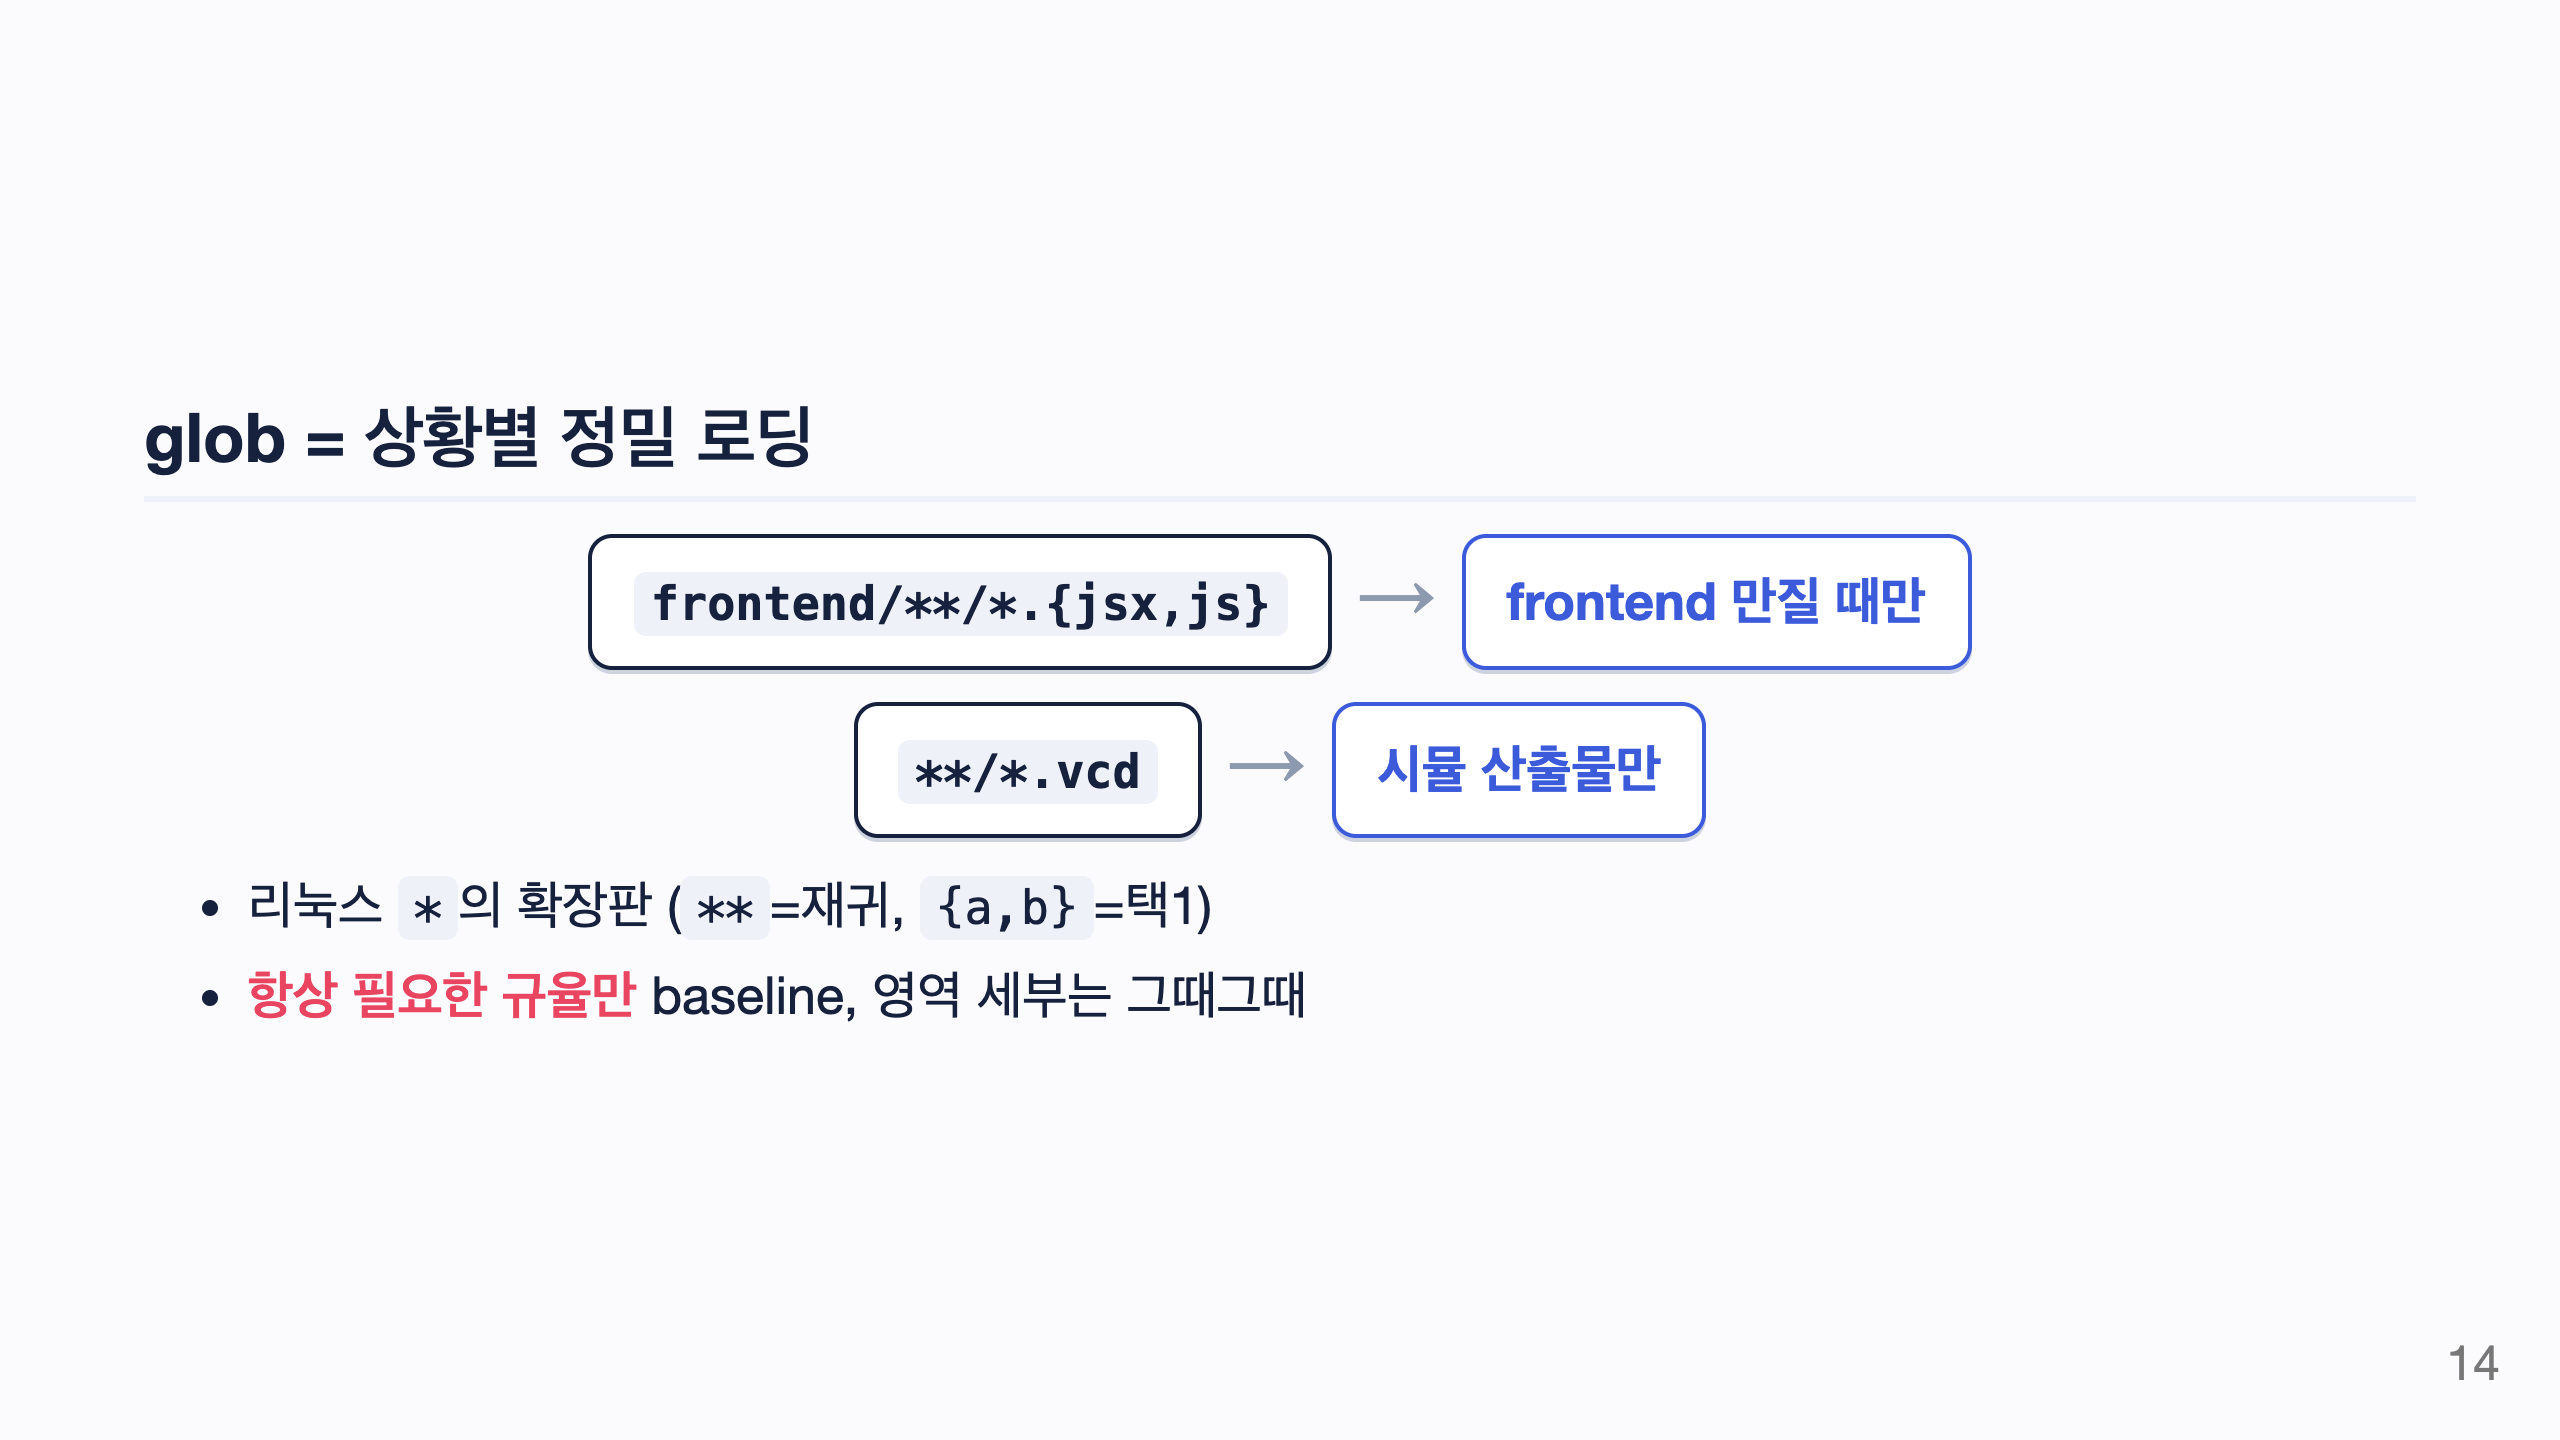 glob = 상황별 정밀 로딩
frontend/**/*.{jsx,js} → frontend 만질 때만
**/*.vcd → 시뮬 산출물만
• 리눅스 *의 확장판 (**=재귀, {a,b}=택1)
• 항상 필요한 규율만 baseline, 영역 세부는 그때그때
14